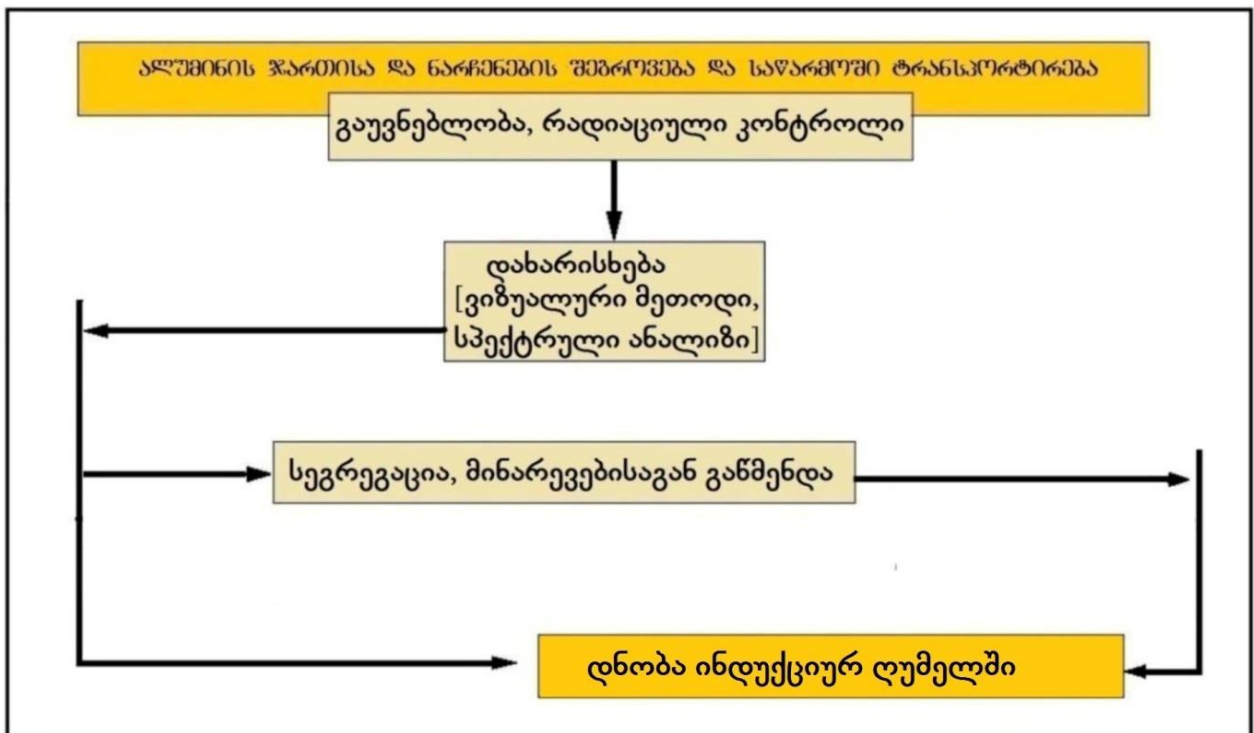 ალუმინის ჯართისა და ნარჩენების შეგროვება და საწარმოში ტრანსპორტირება
გაუვნებლობა, რადიაციული კონტროლი
დახარისხება
[ვიზუალური მეთოდი,
სპექტრული ანალიზი]
სეგრეგაცია, მინარევებისაგან გაწმენდა
დნობა ინდუქციურ ღუმელში